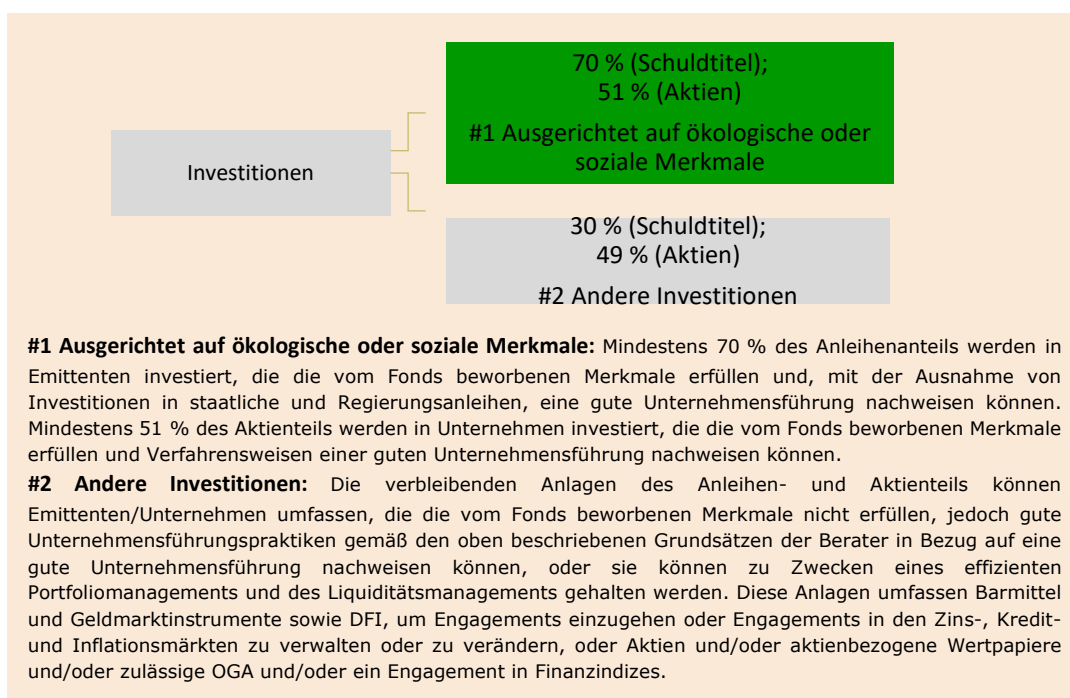 70 % (Schuldtitel);
51 % (Aktien)
#1 Ausgerichtet auf ökologische oder
soziale Merkmale
Investitionen
30 % (Schuldtitel);
49 % (Aktien)
#2 Andere Investitionen
#1 Ausgerichtet auf ökologische oder soziale Merkmale: Mindestens 70 % des Anleihenanteils werden in
Emittenten investiert, die die vom Fonds beworbenen Merkmale erfüllen und, mit der Ausnahme von
Investitionen in staatliche und Regierungsanleihen, eine gute Unternehmensführung nachweisen können.
Mindestens 51 % des Aktienteils werden in Unternehmen investiert, die die vom Fonds beworbenen Merkmale
erfüllen und Verfahrensweisen einer guten Unternehmensführung nachweisen können.
#2 Andere Investitionen: Die verbleibenden Anlagen des Anleihen- und Aktienteils können
Emittenten/Unternehmen umfassen, die die vom Fonds beworbenen Merkmale nicht erfüllen, jedoch gute
Unternehmensführungspraktiken gemäß den oben beschriebenen Grundsätzen der Berater in Bezug auf eine
gute Unternehmensführung nachweisen können, oder sie können zu Zwecken eines effizienten
Portfoliomanagements und des Liquiditätsmanagements gehalten werden. Diese Anlagen umfassen Barmittel
und Geldmarktinstrumente sowie DFI, um Engagements einzugehen oder Engagements in den Zins-, Kredit-
und Inflationsmärkten zu verwalten oder zu verändern, oder Aktien und/oder aktienbezogene Wertpapiere
und/oder zulässige OGA und/oder ein Engagement in Finanzindizes.